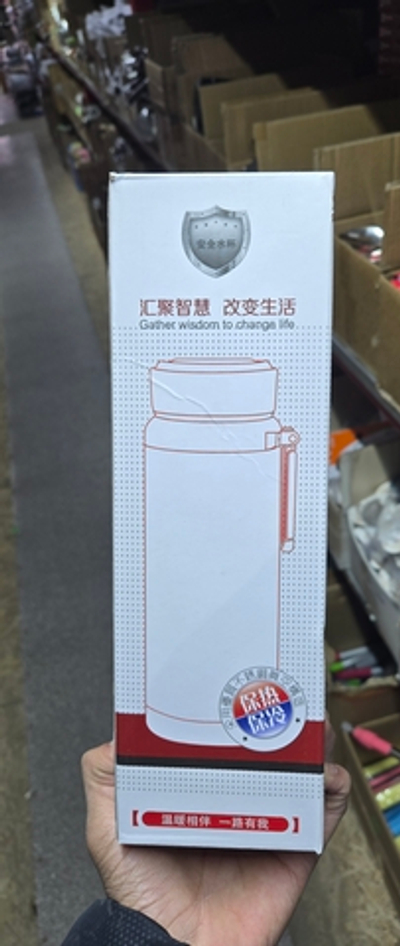 安全水杯
汇聚智慧 改变生活
Gather wisdom to change life
保热
保冷
【温暖相伴 一路有我】